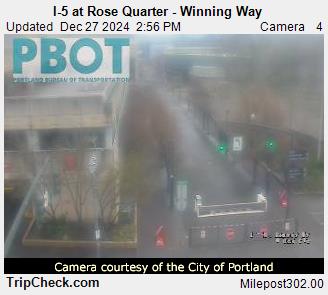 I-5 at Rose Quarter - Winning Way
Updated Dec 27 2024 2:56 PM Camera 4
PBOT
PORTLAND BUREAU OF TRANSPORTATION
Camera courtesy of the City of Portland
TripCheck.com Milepost302.00